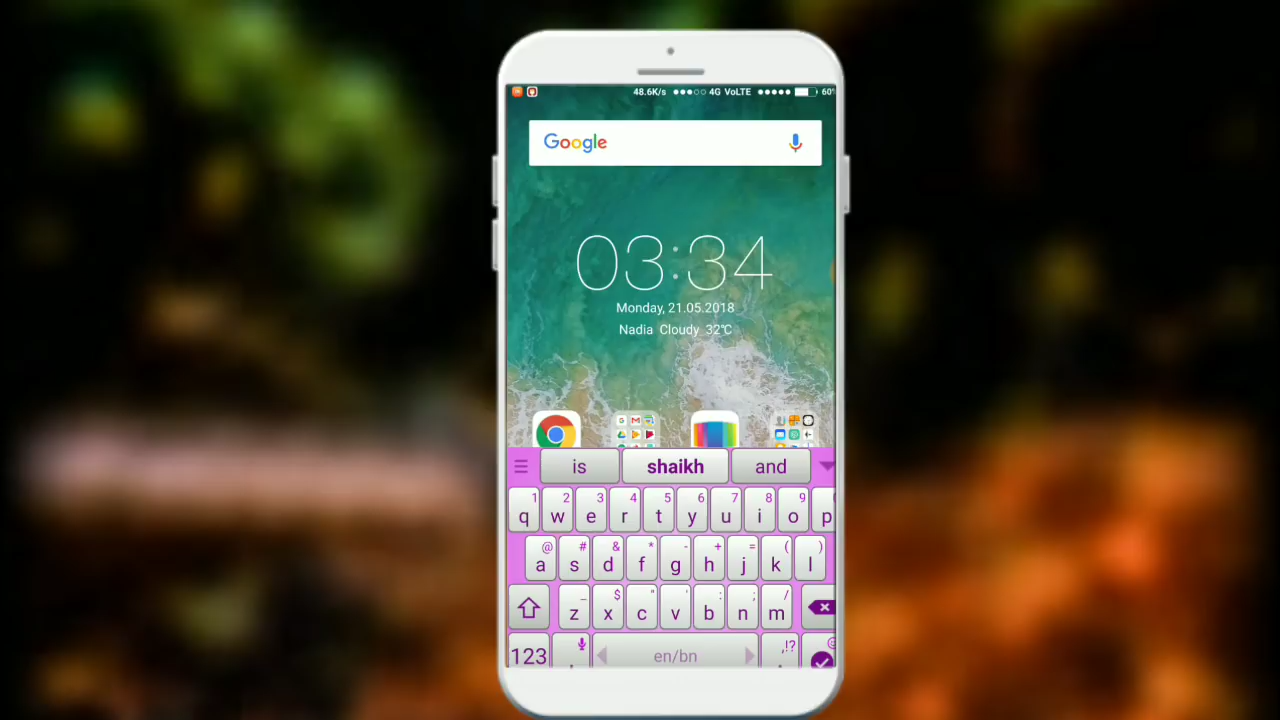 48.6K/s 4G VoLTE 60%
Google
03:34
Monday, 21.05.2018
Nadia Cloudy 32℃
is shaikh and
1 2 3 4 5 6 7 8 9
q w e r t y u i o p
@ # & * - + = ( )
a s d f g h j k l
_ $ " ' : ; /
z x c v b n m
123 , en/bn ,!? .